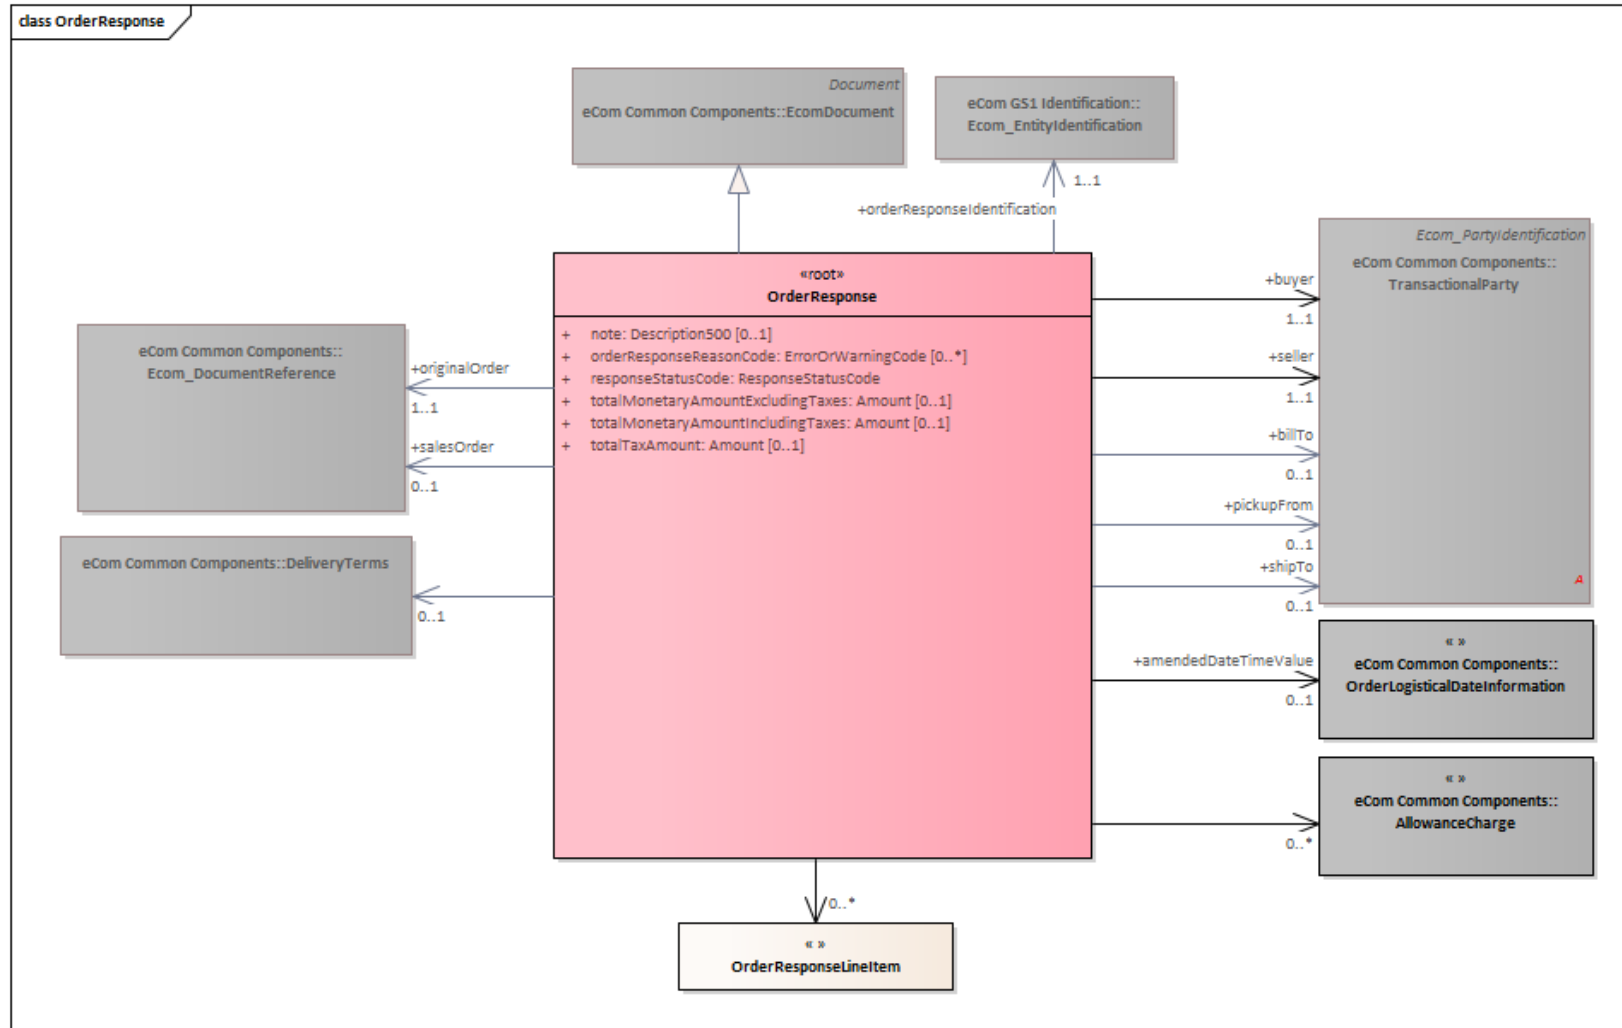 class OrderResponse
Document
eCom Common Components::EcomDocument
eCom GS1 Identification::
Ecom_EntityIdentification
1..1
+orderResponseIdentification
Ecom_PartyIdentification
eCom Common Components::
TransactionalParty
A
«root»
OrderResponse
+ note: Description500 [0..1]
+ orderResponseReasonCode: ErrorOrWarningCode [0..*]
+ responseStatusCode: ResponseStatusCode
+ totalMonetaryAmountExcludingTaxes: Amount [0..1]
+ totalMonetaryAmountIncludingTaxes: Amount [0..1]
+ totalTaxAmount: Amount [0..1]
+buyer
1..1
+seller
1..1
+billTo
0..1
+pickupFrom
0..1
+shipTo
0..1
eCom Common Components::
Ecom_DocumentReference
+originalOrder
1..1
+salesOrder
0..1
eCom Common Components::DeliveryTerms
0..1
+amendedDateTimeValue
0..1
« »
eCom Common Components::
OrderLogisticalDateInformation
« »
eCom Common Components::
AllowanceCharge
0..*
0..*
« »
OrderResponseLineItem